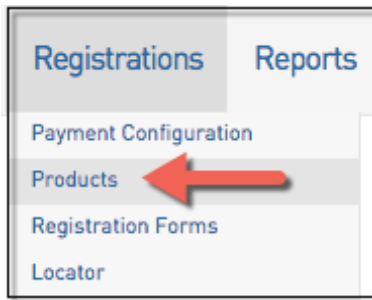 Registrations Reports
Payment Configuration
Products
Registration Forms
Locator